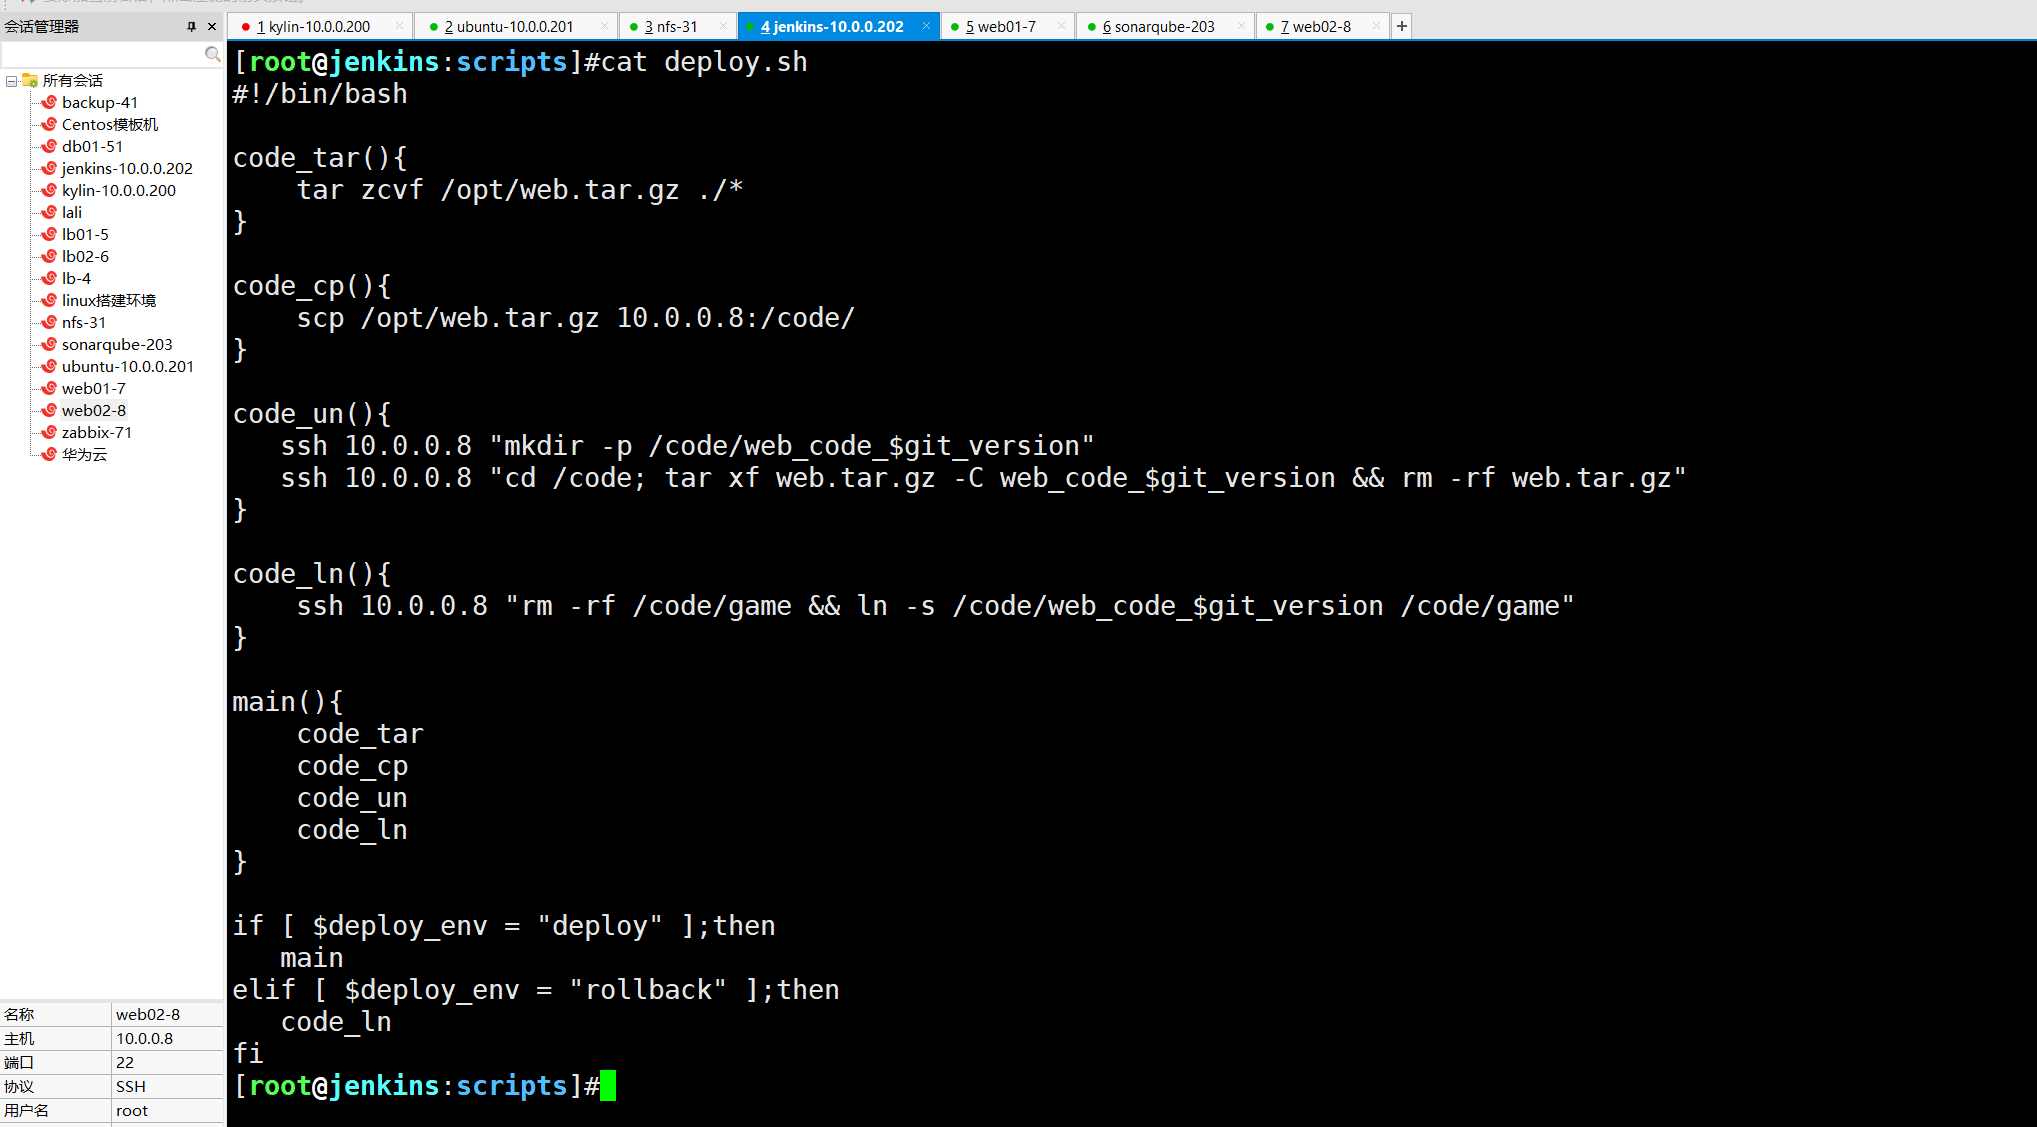 会话管理器
1 kylin-10.0.0.200
2 ubuntu-10.0.0.201
3 nfs-31
4 jenkins-10.0.0.202
5 web01-7
6 sonarqube-203
7 web02-8
所有会话
backup-41
Centos模板机
db01-51
jenkins-10.0.0.202
kylin-10.0.0.200
lali
lb01-5
lb02-6
lb-4
linux搭建环境
nfs-31
sonarqube-203
ubuntu-10.0.0.201
web01-7
web02-8
zabbix-71
华为云
名称 web02-8
主机 10.0.0.8
端口 22
协议 SSH
用户名 root
[root@jenkins:scripts]#cat deploy.sh
#!/bin/bash
code_tar(){
    tar zcvf /opt/web.tar.gz ./*
}
code_cp(){
    scp /opt/web.tar.gz 10.0.0.8:/code/
}
code_un(){
   ssh 10.0.0.8 "mkdir -p /code/web_code_$git_version"
   ssh 10.0.0.8 "cd /code; tar xf web.tar.gz -C web_code_$git_version && rm -rf web.tar.gz"
}
code_ln(){
    ssh 10.0.0.8 "rm -rf /code/game && ln -s /code/web_code_$git_version /code/game"
}
main(){
    code_tar
    code_cp
    code_un
    code_ln
}
if [ $deploy_env = "deploy" ];then
   main
elif [ $deploy_env = "rollback" ];then
   code_ln
fi
[root@jenkins:scripts]#